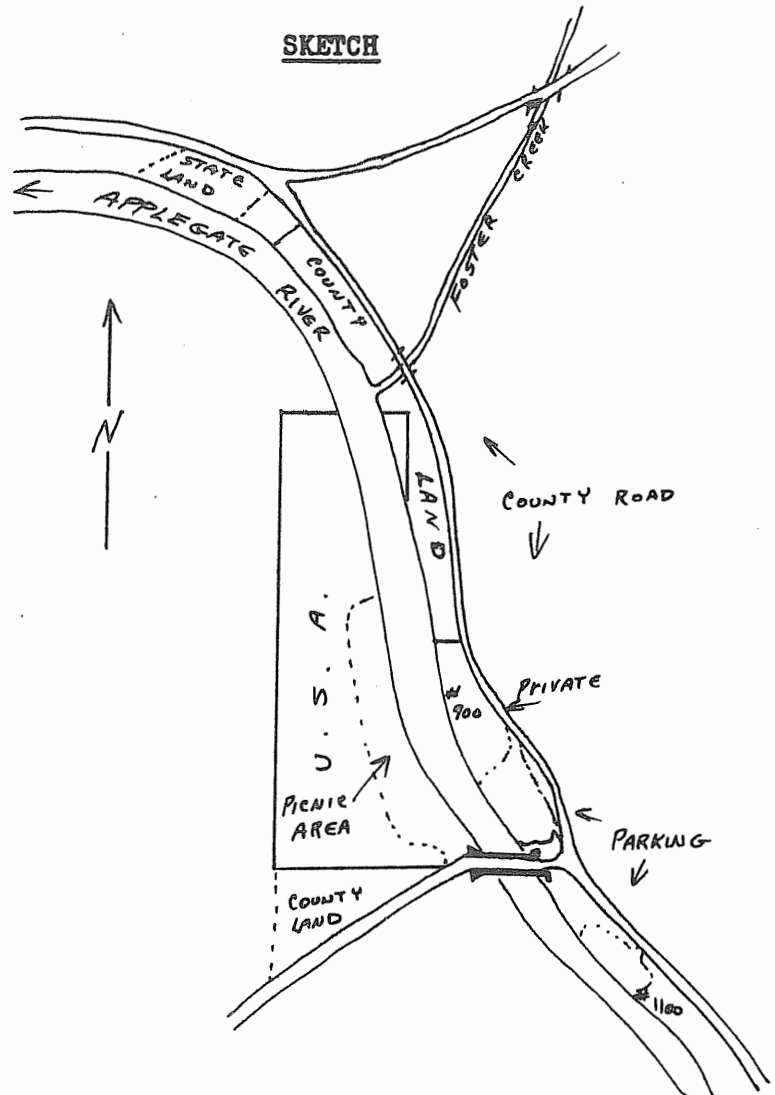 SKETCH
STATE
LAND
APPLEGATE
RIVER
FOSTER CREEK
COUNTY
LAND
N
COUNTY ROAD
U. S. A.
#
900
PRIVATE
PICNIC
AREA
PARKING
COUNTY
LAND
#1100